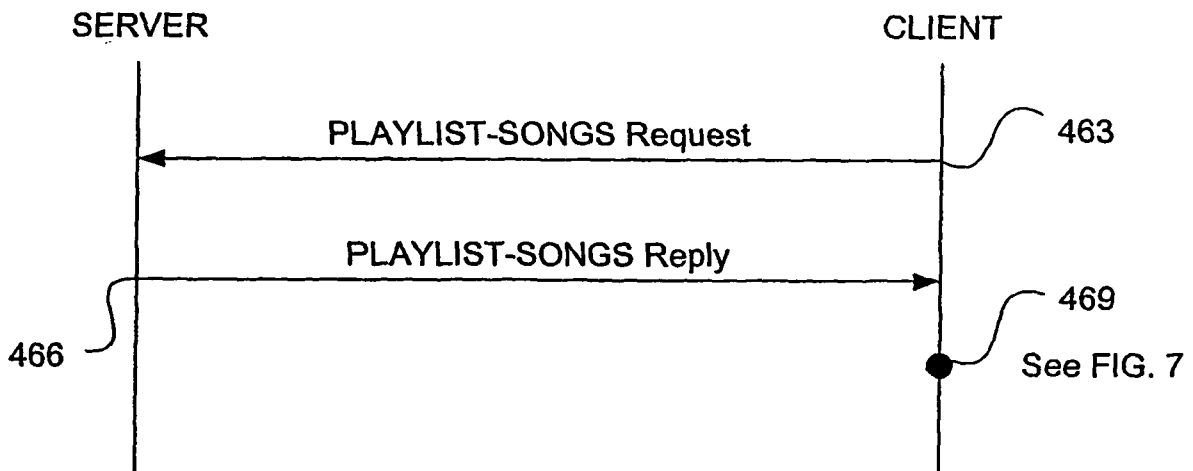 SERVER
CLIENT
PLAYLIST-SONGS Request
463
PLAYLIST-SONGS Reply
466
469
See FIG. 7